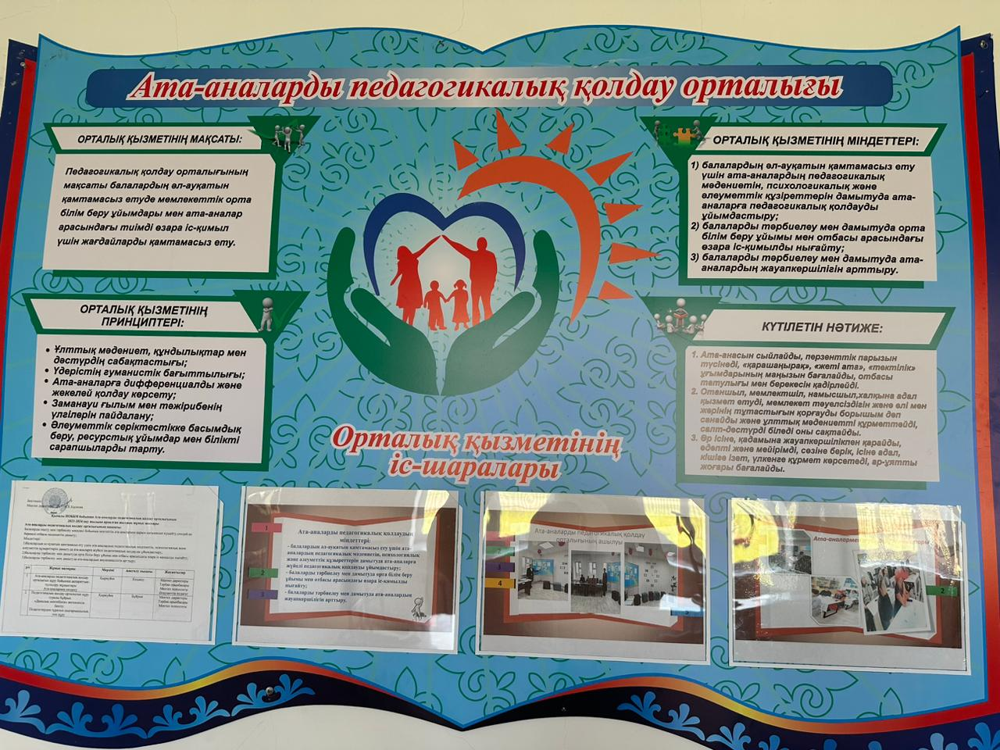 Ата-аналарды педагогикалық қолдау орталығы
ОРТАЛЫҚ ҚЫЗМЕТІНІҢ МАҚСАТЫ:
Педагогикалық қолдау орталығының
мақсаты балалардың әл-ауқатын
қамтамасыз етуде мемлекеттік орта
білім беру ұйымдары мен ата-аналар
арасындағы тиімді өзара іс-қимыл
үшін жағдайларды қамтамасыз ету.
ОРТАЛЫҚ ҚЫЗМЕТІНІҢ
ПРИНЦИПТЕРІ:
• Ұлттық мәдениет, құндылықтар мен
дәстүрдің сабақтастығы;
• Үдерістің гуманистік бағыттылығы;
• Ата-аналарға дифференциалды және
жекелей қолдау көрсету;
• Заманауи ғылым мен тәжірибенің
үлгілерін пайдалану;
• Әлеуметтік серіктестікке басымдық
беру, ресурстық ұйымдар мен білікті
сарапшыларды тарту.
ОРТАЛЫҚ ҚЫЗМЕТІНІҢ МІНДЕТТЕРІ:
1) балалардың әл-ауқатын қамтамасыз ету
үшін ата-аналардың педагогикалық
мәдениетін, психологикалық және
әлеуметтік құзіреттерін дамытуда ата-
аналарға педагогикалық қолдауды
ұйымдастыру;
2) балаларды тәрбиелеу мен дамытуда орта
білім беру ұйымы мен отбасы арасындағы
өзара іс-қимылды нығайту;
3) балаларды тәрбиелеу мен дамытуда ата-
аналардың жауапкершілігін арттыру.
КҮТІЛЕТІН НӘТИЖЕ:
1. Ата-анасын сыйлайды, перзенттік парызын
түсінеді, «қарашаңырақ», «жеті ата», «тектілік»
ұғымдарының маңызын бағалайды, отбасы
татулығы мен берекесін қадірлейді.
2. Отаншыл, мемлектшіл, намысшыл,халқына адал
қызмет етуді, мемлекет тәуелсіздігін және елі мен
жерінің тұтастығын қорғауды борышым деп
санайды және ұлттық мәдениетті құрметтейді,
салт-дәстүрді біледі оны сақтайды.
3. Әр ісіне, қадамына жауапкершілікпен қарайды,
әдепті және мейірімді, сөзіне берік, ісіне адал,
кішіге ізет, үлкенге құрмет көрсетеді, ар-ұятты
жоғары бағалайды.
Орталық қызметінің
іс-шаралары
1
2
3
Ата-аналарды педагогикалық қолдаудың
міндеттері:
- балалардың әл-ауқатын қамтамасыз егу үшін ата-
аналардың педагогикалық мәдениетін, психологиялық
және әлеуметтік құзыреттерін дамытуда ата-аналарға
жүйелі педагогикалық қолдауды ұйымдастыру;
- балаларды тәрбиелеу мен дамытуда орта білім беру
ұйымы мен отбасы арасындағы өзара іс-қимылды
нығайту;
- балаларды тәрбиелеу мен дамытуда ата-аналардың
жауапкершілігін арттыру.
Ата-аналарды педагогикалық қолдау
орталығының ашылуы
3
4
5
2